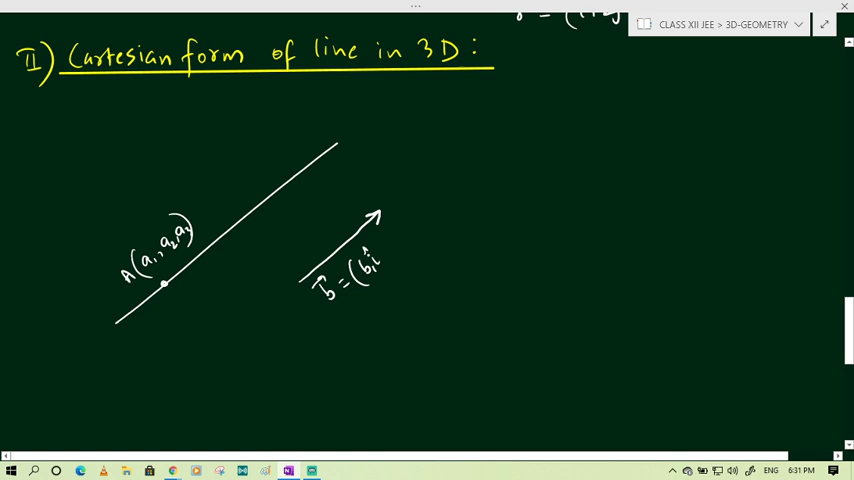 CLASS XII JEE > 3D-GEOMETRY
II) Cartesian form of line in 3D:
A(a₁, a₂, a₃)
b⃗ = (b₁î
ENG 6:31 PM